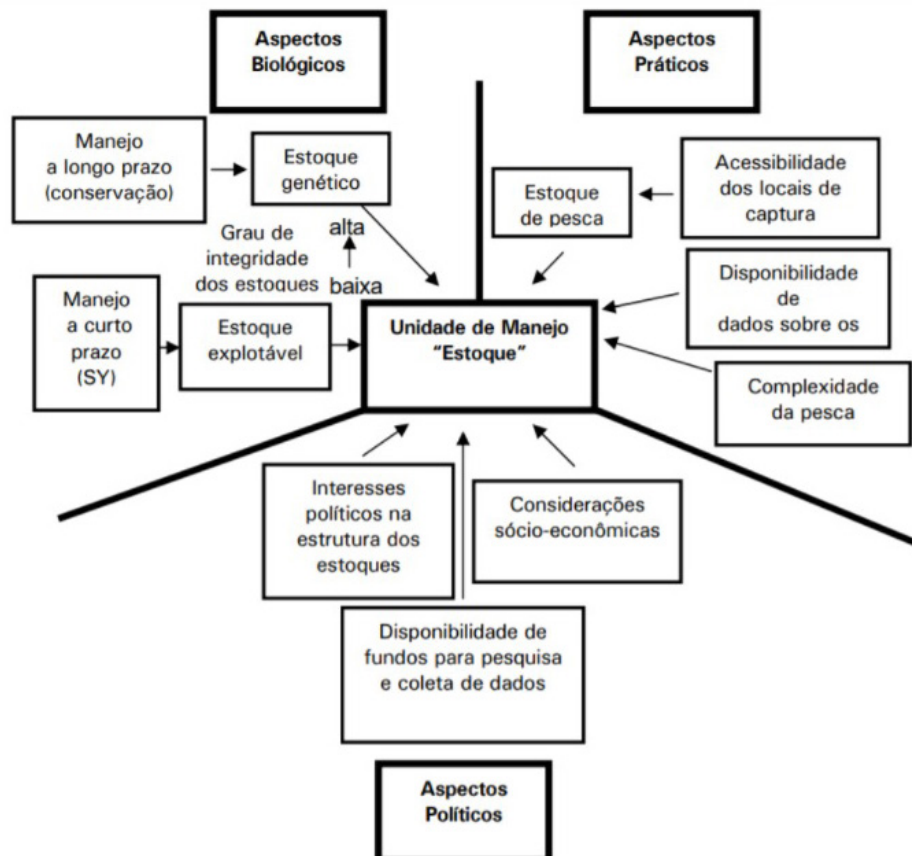 Aspectos
Biológicos
Aspectos
Práticos
Manejo
a longo prazo
(conservação)
Estoque
genético
Estoque
de pesca
Acessibilidade
dos locais de
captura
Grau de
integridade
dos estoques
alta
baixa
Disponibilidade
de
dados sobre os
Manejo
a curto
prazo
(SY)
Estoque
explotável
Unidade de Manejo
“Estoque”
Complexidade
da pesca
Interesses
políticos na
estrutura dos
estoques
Considerações
sócio-econômicas
Disponibilidade de
fundos para pesquisa
e coleta de dados
Aspectos
Políticos